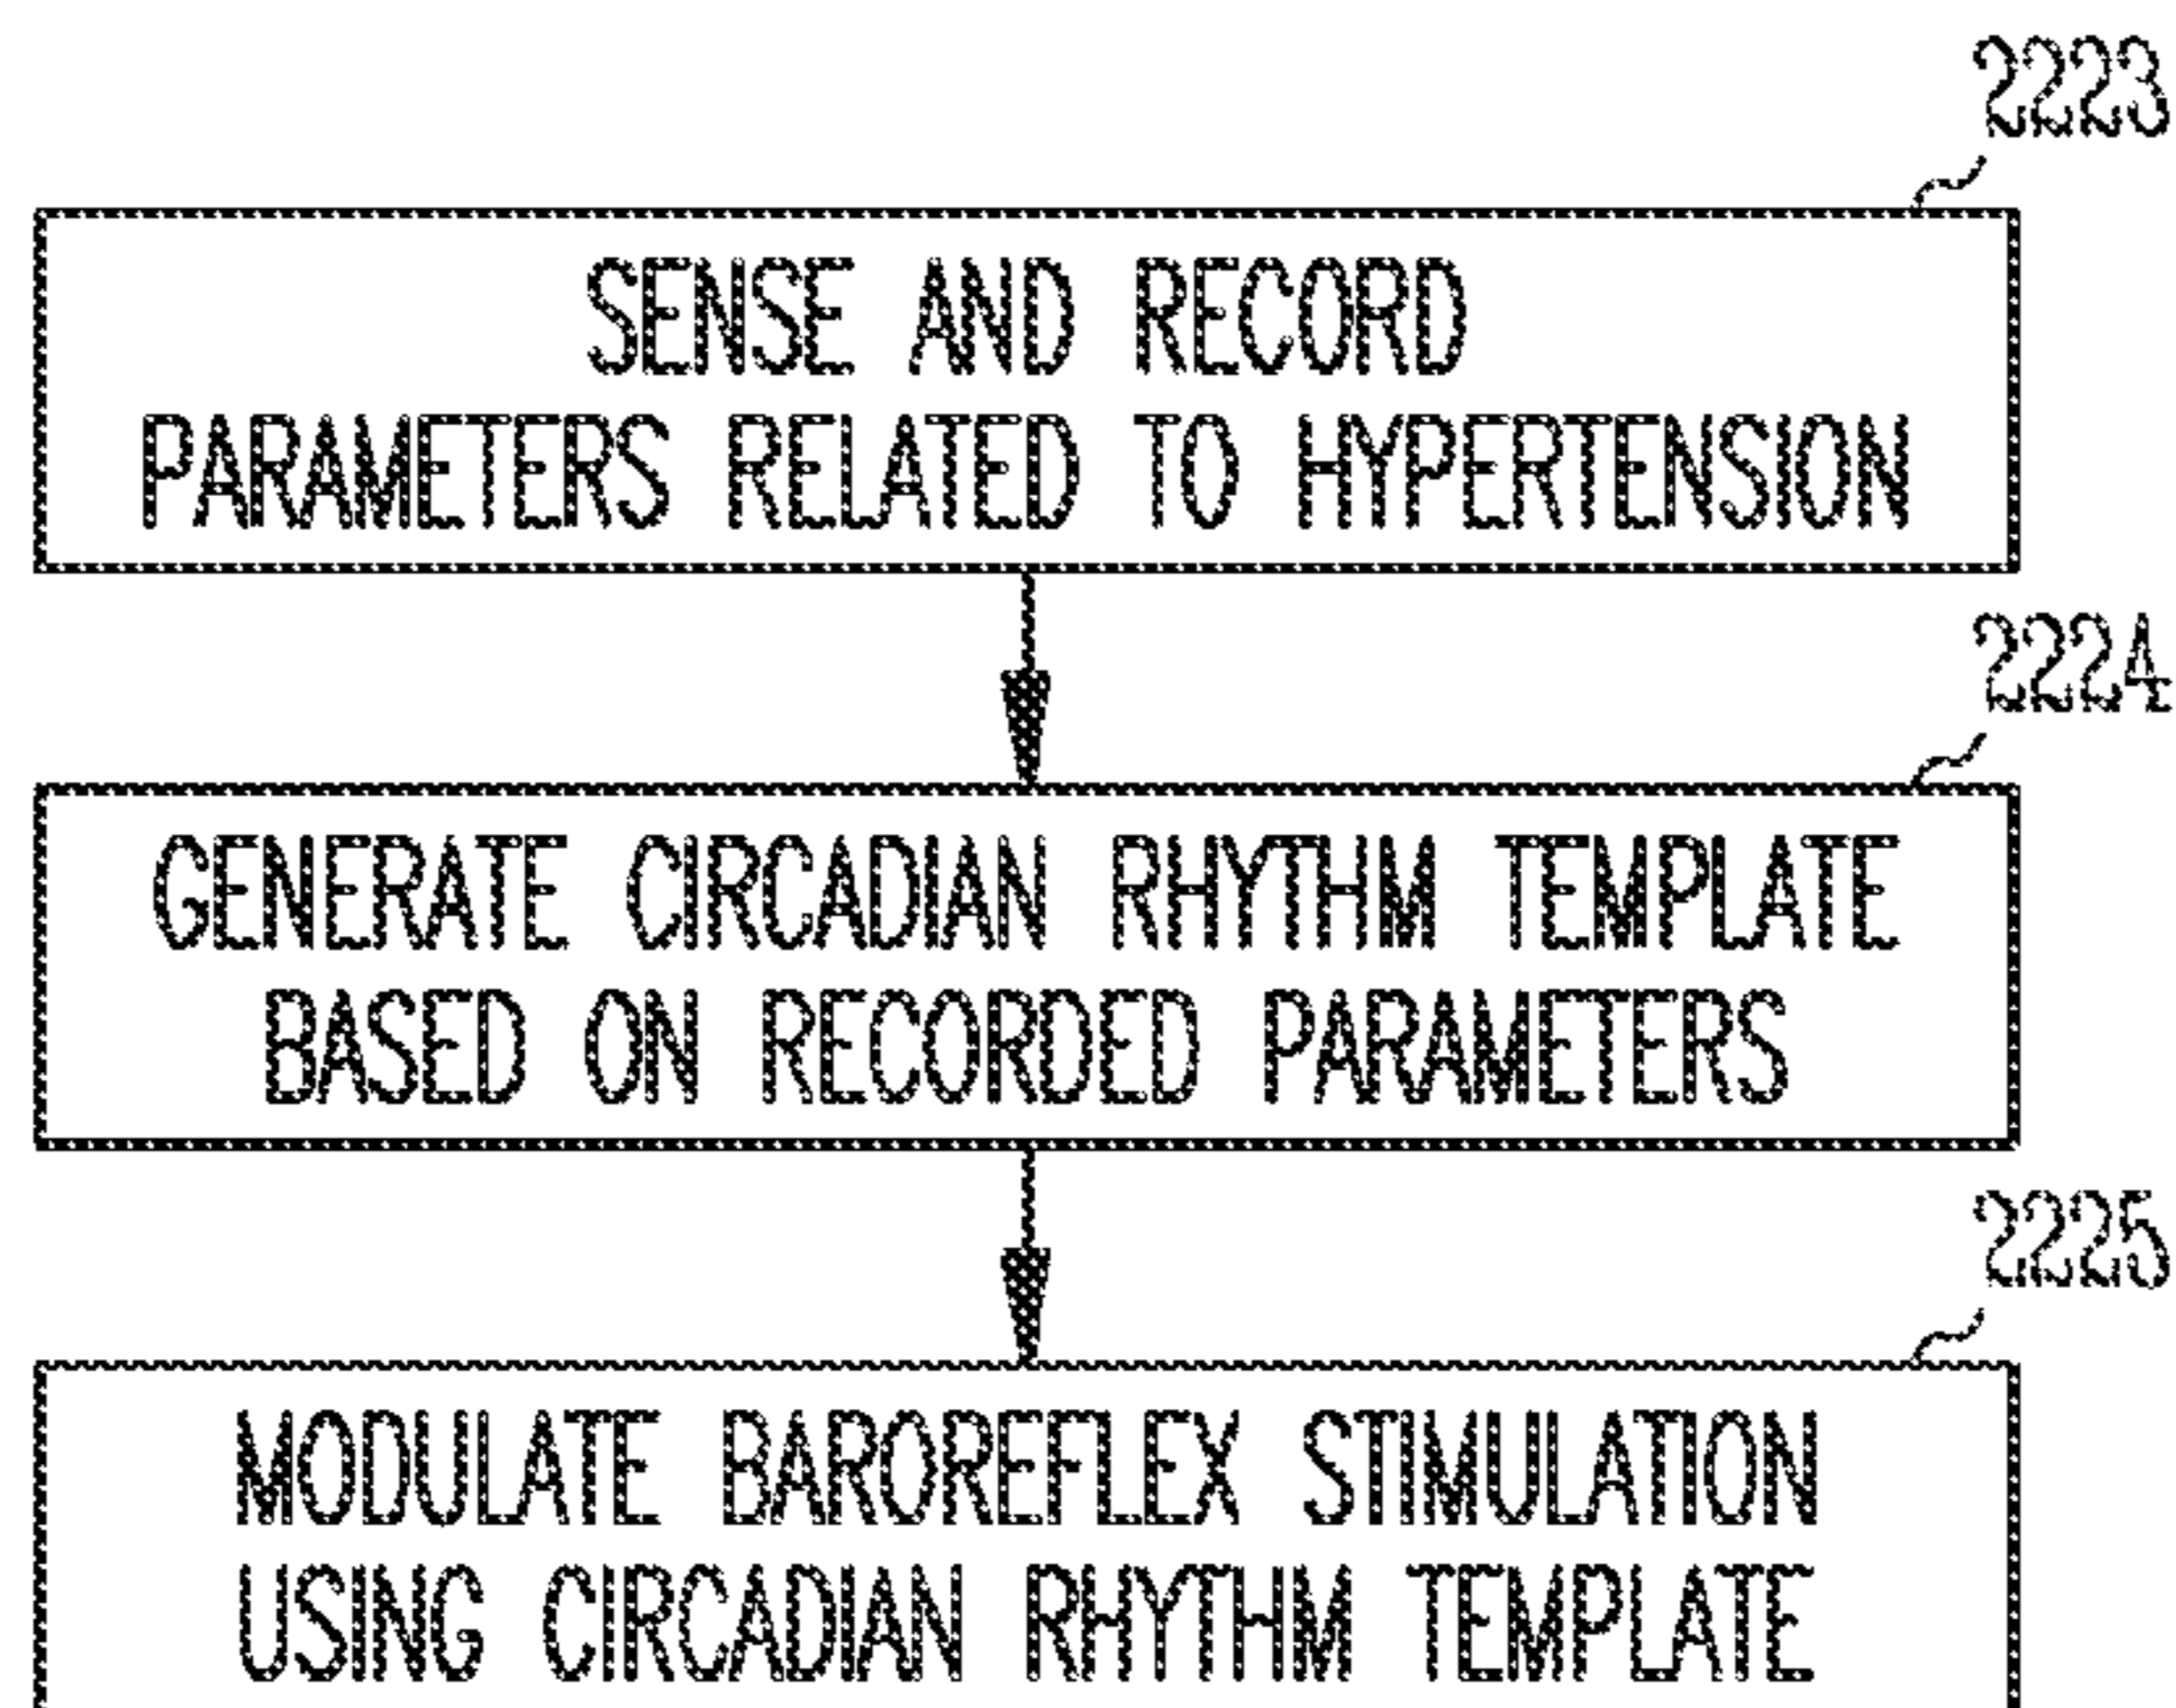 2223
SENSE AND RECORD
PARAMETERS RELATED TO HYPERTENSION
2224
GENERATE CIRCADIAN RHYTHM TEMPLATE
BASED ON RECORDED PARAMETERS
2225
MODULATE BAROREFLEX STIMULATION
USING CIRCADIAN RHYTHM TEMPLATE